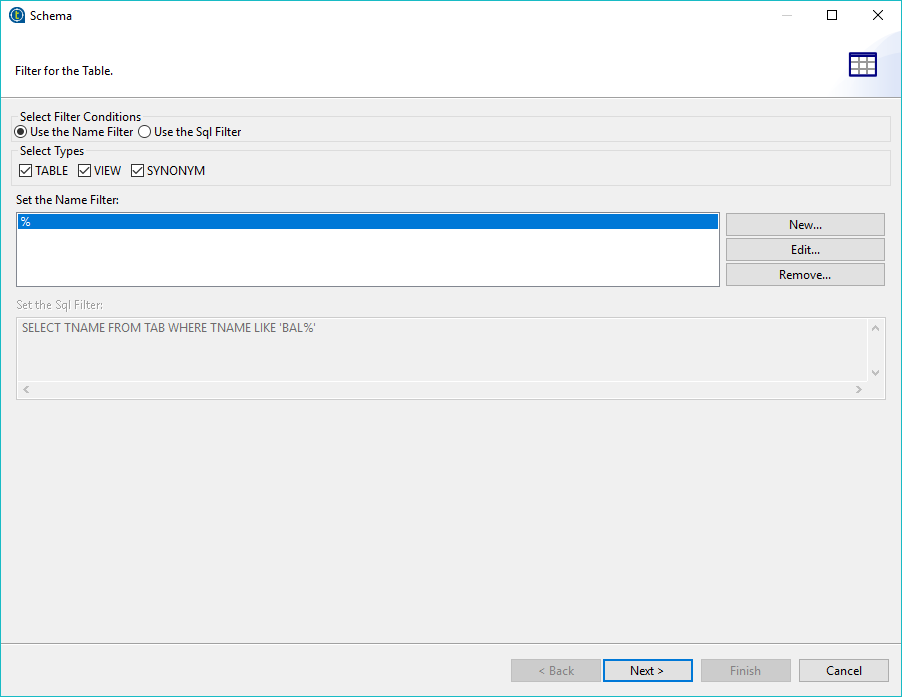 Schema
Filter for the Table.
Select Filter Conditions
Use the Name Filter Use the Sql Filter
Select Types
TABLE VIEW SYNONYM
Set the Name Filter:
%
New...
Edit...
Remove...
Set the Sql Filter:
SELECT TNAME FROM TAB WHERE TNAME LIKE 'BAL%'
< Back Next > Finish Cancel